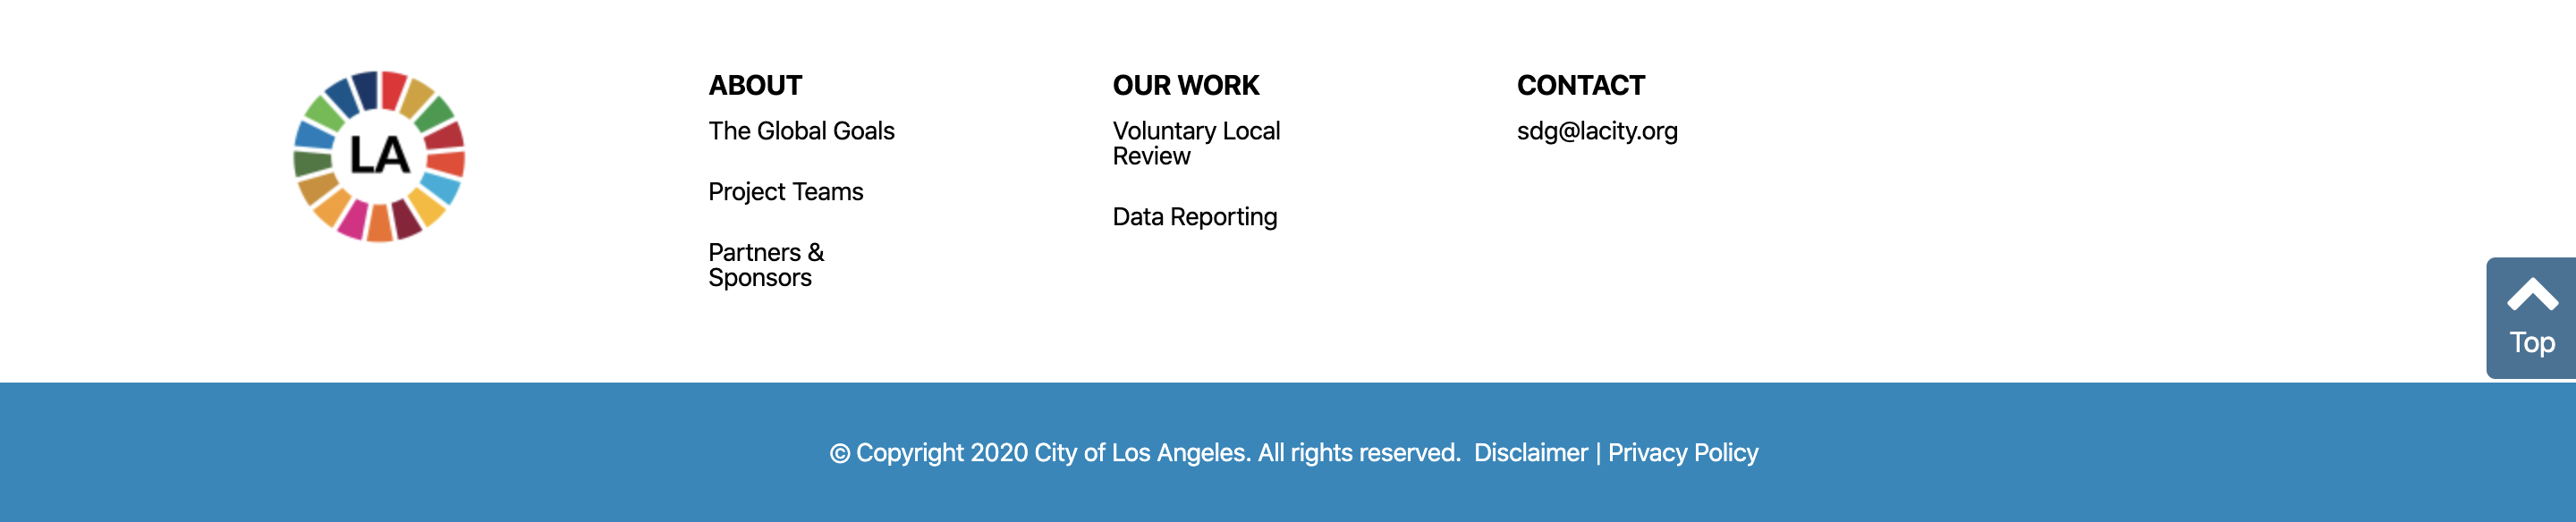 LA
ABOUT
The Global Goals
Project Teams
Partners &
Sponsors
OUR WORK
Voluntary Local
Review
Data Reporting
CONTACT
sdg@lacity.org
Top
© Copyright 2020 City of Los Angeles. All rights reserved. Disclaimer | Privacy Policy